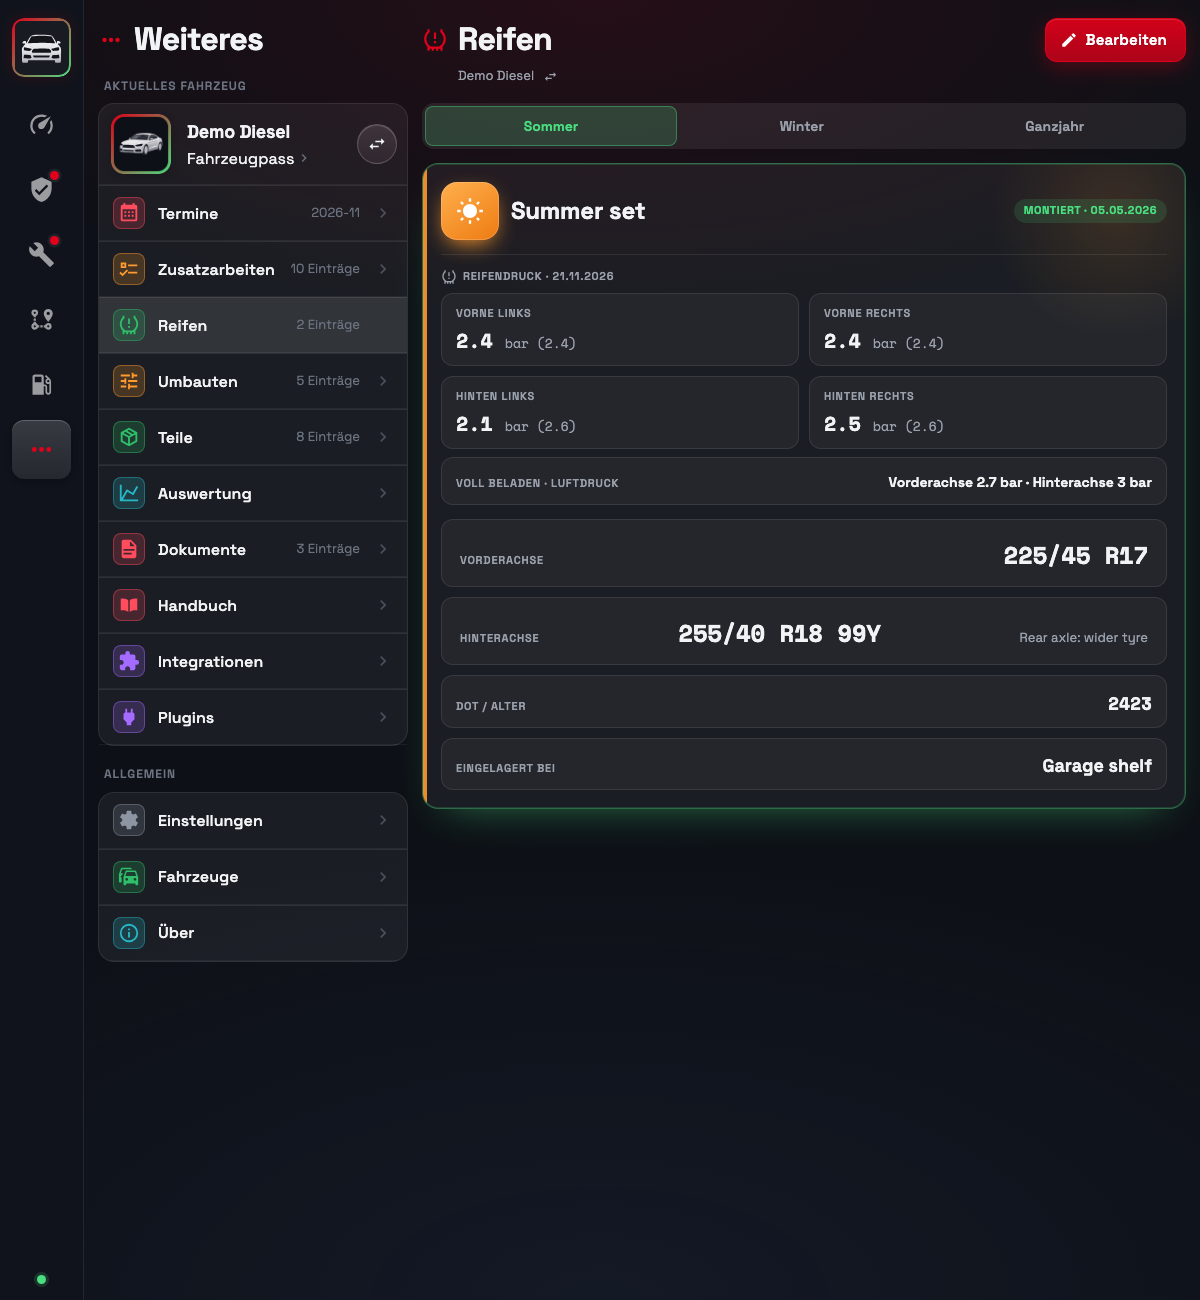 Weiteres
AKTUELLES FAHRZEUG
Demo Diesel
Fahrzeugpass
Termine 2026-11
Zusatzarbeiten 10 Einträge
Reifen 2 Einträge
Umbauten 5 Einträge
Teile 8 Einträge
Auswertung
Dokumente 3 Einträge
Handbuch
Integrationen
Plugins
ALLGEMEIN
Einstellungen
Fahrzeuge
Über
Reifen
Demo Diesel
Bearbeiten
Sommer Winter Ganzjahr
Summer set
MONTIERT · 05.05.2026
REIFENDRUCK · 21.11.2026
VORNE LINKS
2.4 bar (2.4)
VORNE RECHTS
2.4 bar (2.4)
HINTEN LINKS
2.1 bar (2.6)
HINTEN RECHTS
2.5 bar (2.6)
VOLL BELADEN · LUFTDRUCK Vorderachse 2.7 bar · Hinterachse 3 bar
VORDERACHSE 225/45 R17
HINTERACHSE 255/40 R18 99Y Rear axle: wider tyre
DOT / ALTER 2423
EINGELAGERT BEI Garage shelf